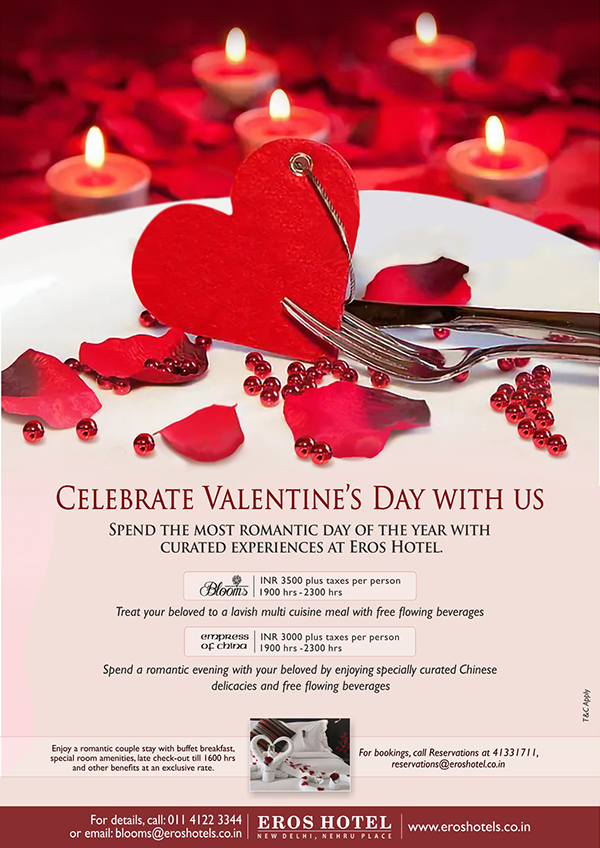 CELEBRATE VALENTINE'S DAY WITH US
SPEND THE MOST ROMANTIC DAY OF THE YEAR WITH
CURATED EXPERIENCES AT EROS HOTEL.
Blooms
INR 3500 plus taxes per person
1900 hrs -2300 hrs
Treat your beloved to a lavish multi cuisine meal with free flowing beverages
empress
of china
INR 3000 plus taxes per person
1900 hrs -2300 hrs
Spend a romantic evening with your beloved by enjoying specially curated Chinese
delicacies and free flowing beverages
T&C Apply
Enjoy a romantic couple stay with buffet breakfast,
special room amenities, late check-out till 1600 hrs
and other benefits at an exclusive rate.
For bookings, call Reservations at 41331711,
reservations@eroshotel.co.in
For details, call: 011 4122 3344
or email: blooms@eroshotels.co.in
EROS HOTEL
NEW DELHI, NEHRU PLACE
www.eroshotels.co.in